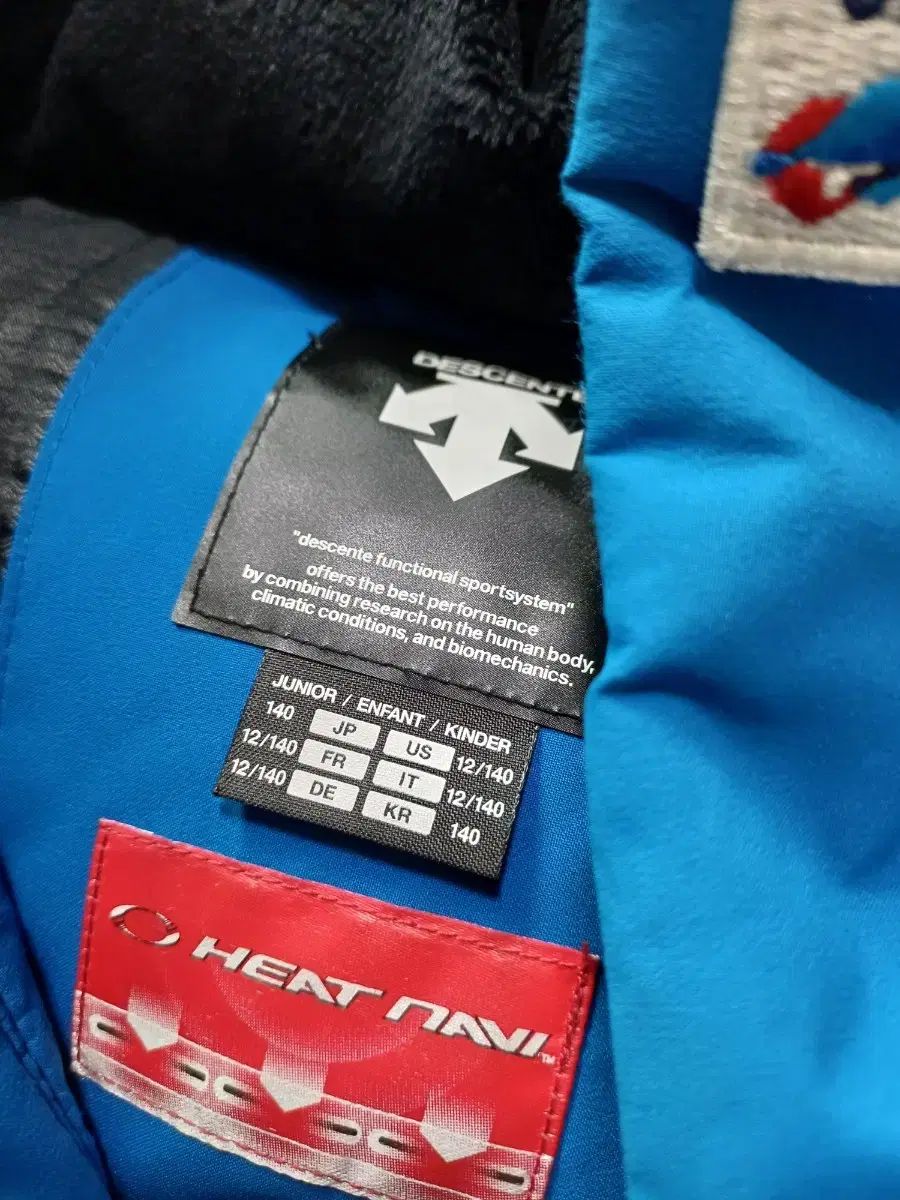 DESCENTE
"descente functional sportsystem"
offers the best performance
by combining research on the human body,
climatic conditions, and biomechanics.
JUNIOR / ENFANT / KINDER
140 JP US 12/140
12/140 FR IT 12/140
12/140 DE KR 140
HEAT NAVI™